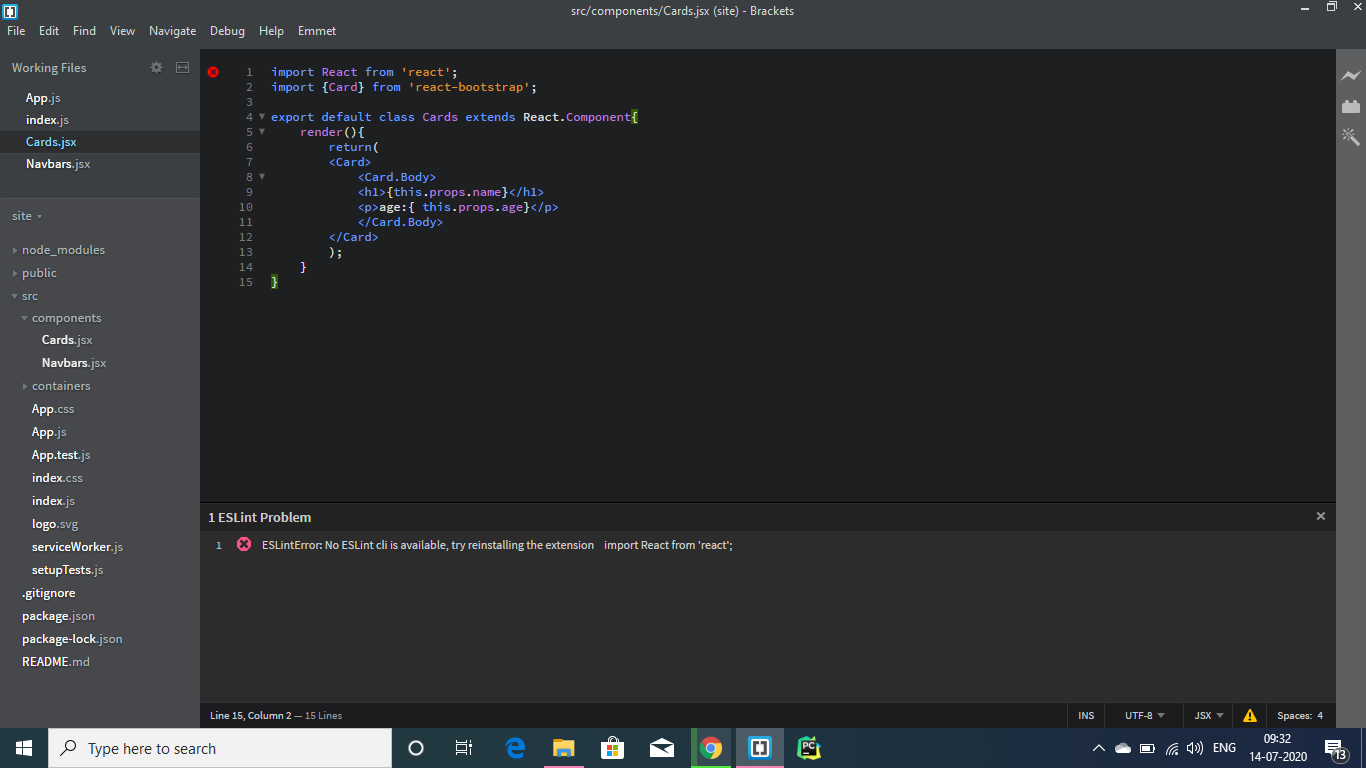 src/components/Cards.jsx (site) - Brackets
File Edit Find View Navigate Debug Help Emmet
Working Files
App.js
index.js
Cards.jsx
Navbars.jsx
site
node_modules
public
src
components
Cards.jsx
Navbars.jsx
containers
App.css
App.js
App.test.js
index.css
index.js
logo.svg
serviceWorker.js
setupTests.js
.gitignore
package.json
package-lock.json
README.md
1 import React from 'react';
2 import {Card} from 'react-bootstrap';
3
4 export default class Cards extends React.Component{
5 render(){
6 return(
7 <Card>
8 <Card.Body>
9 <h1>{this.props.name}</h1>
10 <p>age:{ this.props.age}</p>
11 </Card.Body>
12 </Card>
13 );
14 }
15 }
1 ESLint Problem
1 ESLintError: No ESLint cli is available, try reinstalling the extension import React from 'react';
Line 15, Column 2 — 15 Lines
INS UTF-8 JSX Spaces: 4
Type here to search
PC
ENG
09:32
14-07-2020
13